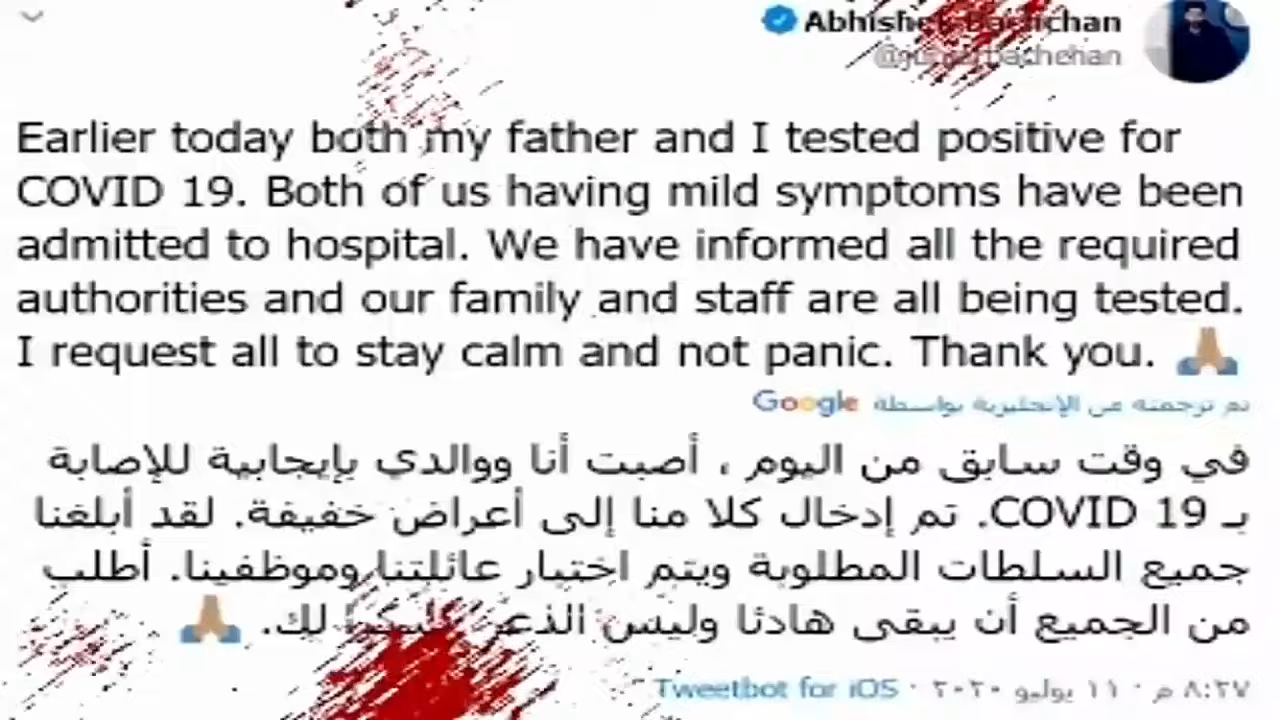 Abhishek Bachchan
@juniorbachchan
Earlier today both my father and I tested positive for
COVID 19. Both of us having mild symptoms have been
admitted to hospital. We have informed all the required
authorities and our family and staff are all being tested.
I request all to stay calm and not panic. Thank you. 🙏🏽
تم ترجمته من الإنجليزية بواسطة Google
في وقت سابق من اليوم ، أصبت أنا ووالدي بإيجابية للإصابة
بـ COVID 19. تم إدخال كلا منا إلى أعراض خفيفة. لقد أبلغنا
جميع السلطات المطلوبة ويتم اختبار عائلتنا وموظفينا. أطلب
من الجميع أن يبقى هادئا وليس الذعر. شكرا لك. 🙏🏽
٨:٢٧ م · ١١ يوليو ٢٠٢٠ · Tweetbot for iOS